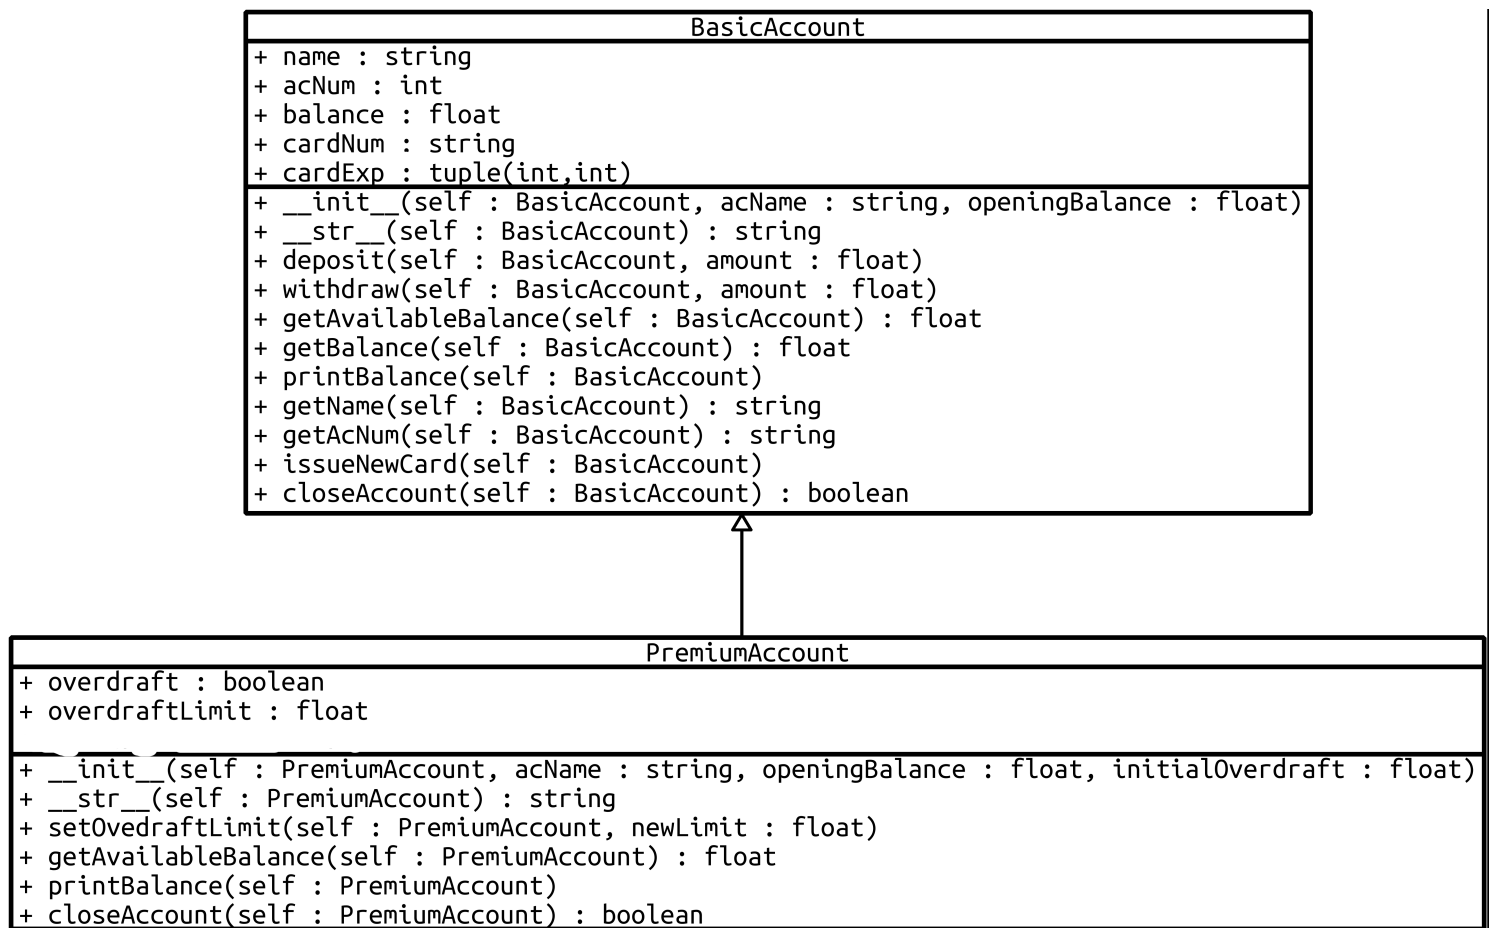 BasicAccount
+ name : string
+ acNum : int
+ balance : float
+ cardNum : string
+ cardExp : tuple(int,int)
+ __init__(self : BasicAccount, acName : string, openingBalance : float)
+ __str__(self : BasicAccount) : string
+ deposit(self : BasicAccount, amount : float)
+ withdraw(self : BasicAccount, amount : float)
+ getAvailableBalance(self : BasicAccount) : float
+ getBalance(self : BasicAccount) : float
+ printBalance(self : BasicAccount)
+ getName(self : BasicAccount) : string
+ getAcNum(self : BasicAccount) : string
+ issueNewCard(self : BasicAccount)
+ closeAccount(self : BasicAccount) : boolean
PremiumAccount
+ overdraft : boolean
+ overdraftLimit : float
+ __init__(self : PremiumAccount, acName : string, openingBalance : float, initialOverdraft : float)
+ __str__(self : PremiumAccount) : string
+ setOvedraftLimit(self : PremiumAccount, newLimit : float)
+ getAvailableBalance(self : PremiumAccount) : float
+ printBalance(self : PremiumAccount)
+ closeAccount(self : PremiumAccount) : boolean